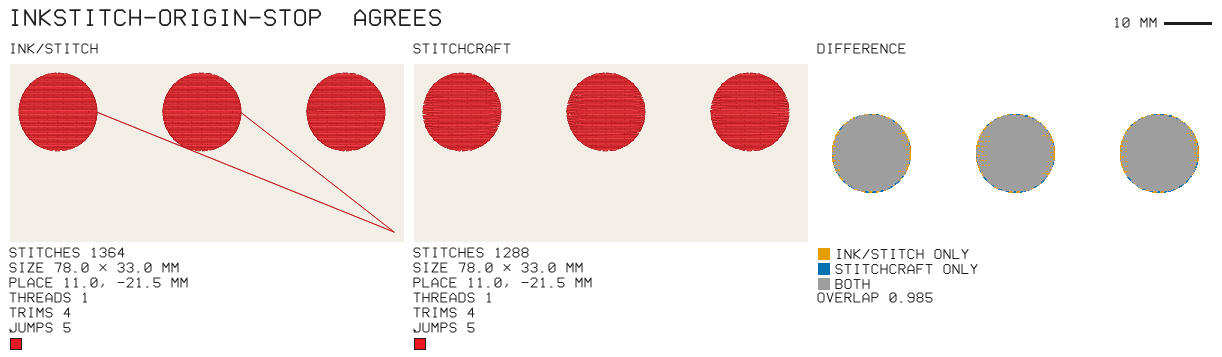 INKSTITCH-ORIGIN-STOP AGREES
10 MM
INK/STITCH
STITCHES 1364
SIZE 78.0 × 33.0 MM
PLACE 11.0, -21.5 MM
THREADS 1
TRIMS 4
JUMPS 5
STITCHCRAFT
STITCHES 1288
SIZE 78.0 × 33.0 MM
PLACE 11.0, -21.5 MM
THREADS 1
TRIMS 4
JUMPS 5
DIFFERENCE
INK/STITCH ONLY
STITCHCRAFT ONLY
BOTH
OVERLAP 0.985